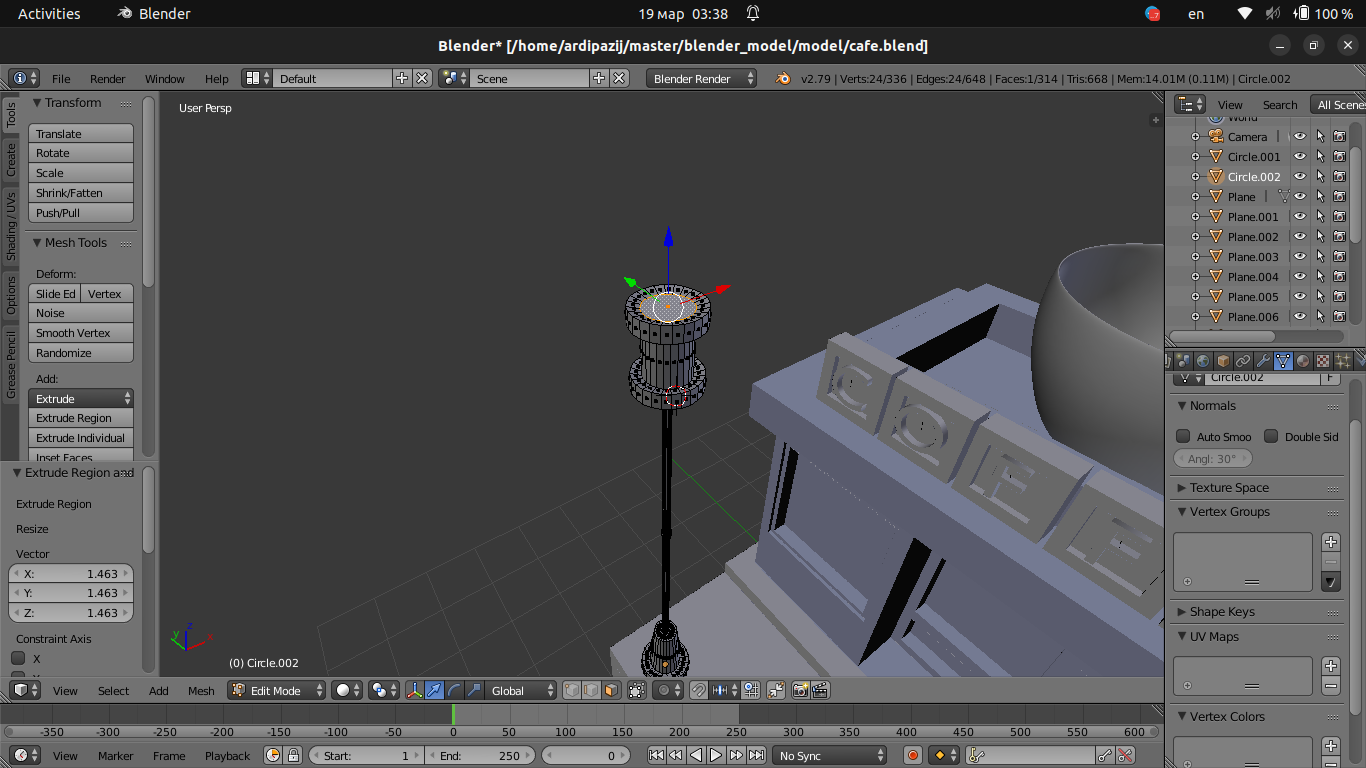 Activities Blender 19 мар 03:38 en 100 %
Blender* [/home/ardipazij/master/blender_model/model/cafe.blend]
File Render Window Help Default Scene Blender Render v2.79 | Verts:24/336 | Edges:24/648 | Faces:1/314 | Tris:668 | Mem:14.01M (0.11M) | Circle.002
Tools
Create
Shading / UVs
Options
Grease Pencil
Transform
Translate
Rotate
Scale
Shrink/Fatten
Push/Pull
Mesh Tools
Deform:
Slide Ed Vertex
Noise
Smooth Vertex
Randomize
Add:
Extrude
Extrude Region
Extrude Individual
Inset Faces
Extrude Region and
Extrude Region
Resize
Vector
X: 1.463
Y: 1.463
Z: 1.463
Constraint Axis
X
User Persp
C O F F
z
y
x
(0) Circle.002
View Search All Scenes
World
Camera
Circle.001
Circle.002
Plane
Plane.001
Plane.002
Plane.003
Plane.004
Plane.005
Plane.006
Circle.002 F
Normals
Auto Smoo Double Sid
Angl: 30°
Texture Space
Vertex Groups
Shape Keys
UV Maps
Vertex Colors
View Select Add Mesh Edit Mode Global
-350 -300 -250 -200 -150 -100 -50 0 50 100 150 200 250 300 350 400 450 500 550 600
View Marker Frame Playback Start: 1 End: 250 0 No Sync